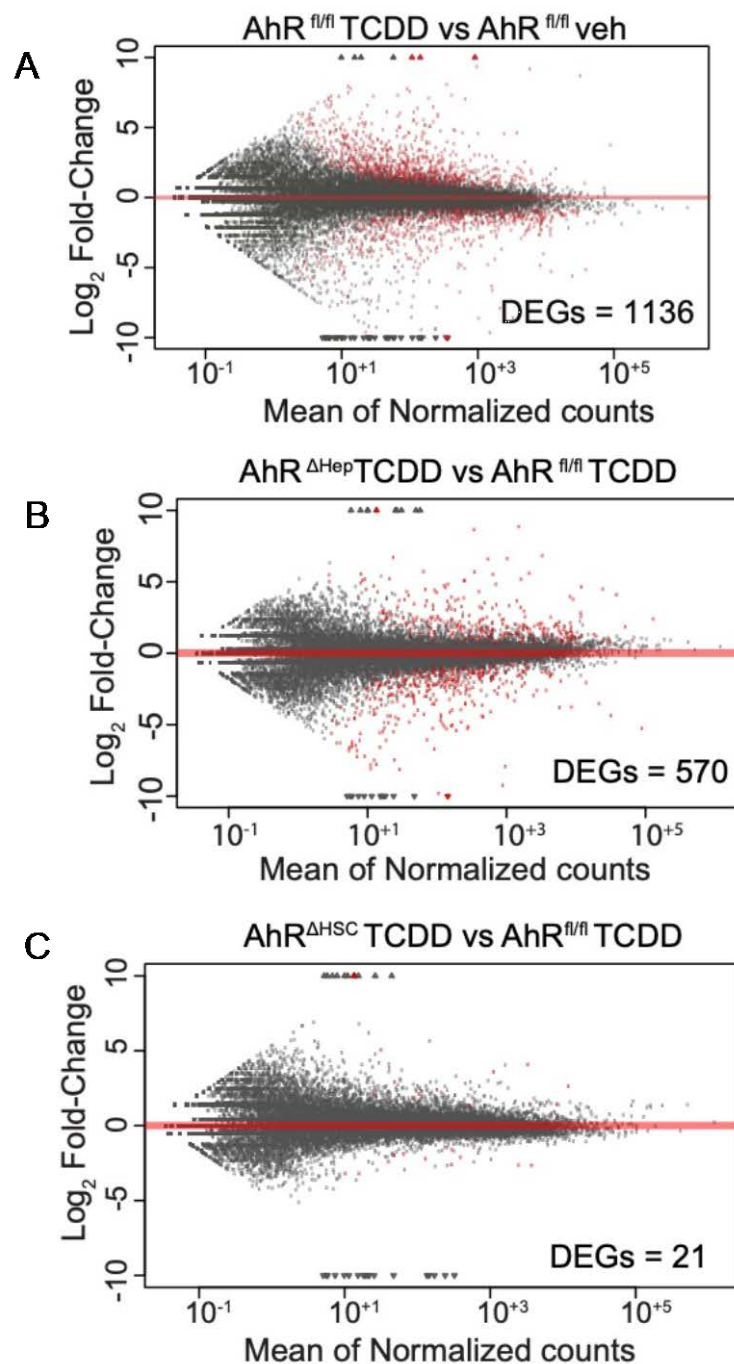 AhR fl/fl TCDD vs AhR fl/fl veh
A
10
5
0
-5
-10
Log2 Fold-Change
DEGs = 1136
10-1 10+1 10+3 10+5
Mean of Normalized counts
AhR ΔHep TCDD vs AhR fl/fl TCDD
B
10
5
0
-5
-10
Log2 Fold-Change
DEGs = 570
10-1 10+1 10+3 10+5
Mean of Normalized counts
AhR ΔHSC TCDD vs AhR fl/fl TCDD
C
10
5
0
-5
-10
Log2 Fold-Change
DEGs = 21
10-1 10+1 10+3 10+5
Mean of Normalized counts